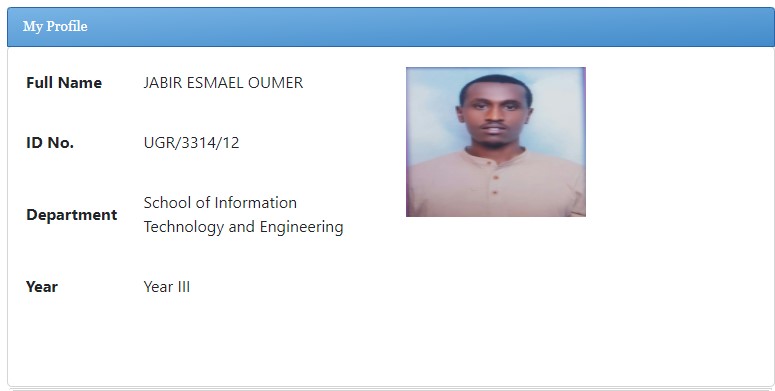 My Profile
Full Name JABIR ESMAEL OUMER
ID No. UGR/3314/12
Department School of Information
Technology and Engineering
Year Year III